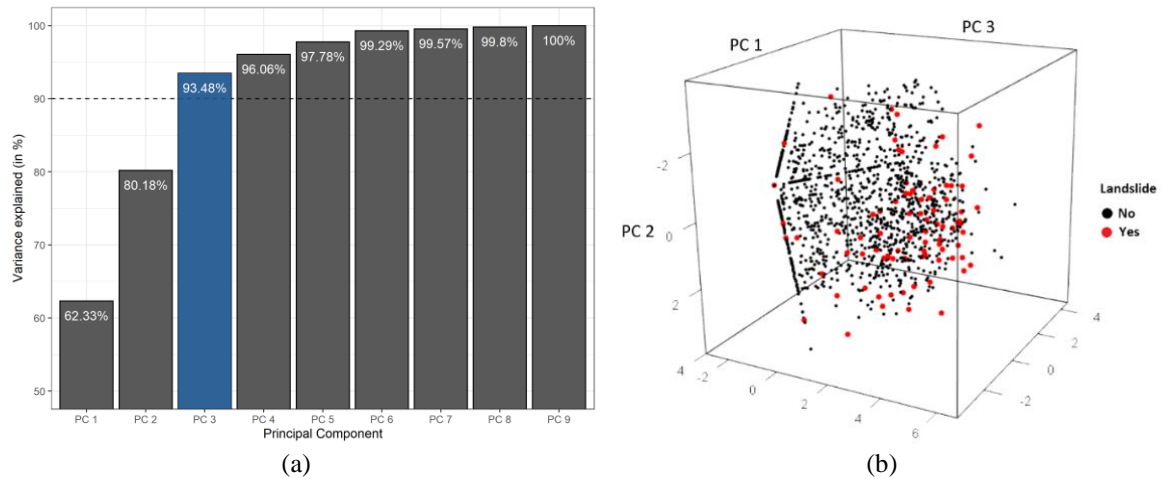 Variance explained (in %)
100
90
80
70
60
50
62.33%
80.18%
93.48%
96.06%
97.78%
99.29%
99.57%
99.8%
100%
PC 1
PC 2
PC 3
PC 4
PC 5
PC 6
PC 7
PC 8
PC 9
Principal Component
(a)
PC 1
PC 3
PC 2
-2
0
2
4
-2
0
2
4
6
-2
0
2
4
Landslide
No
Yes
(b)